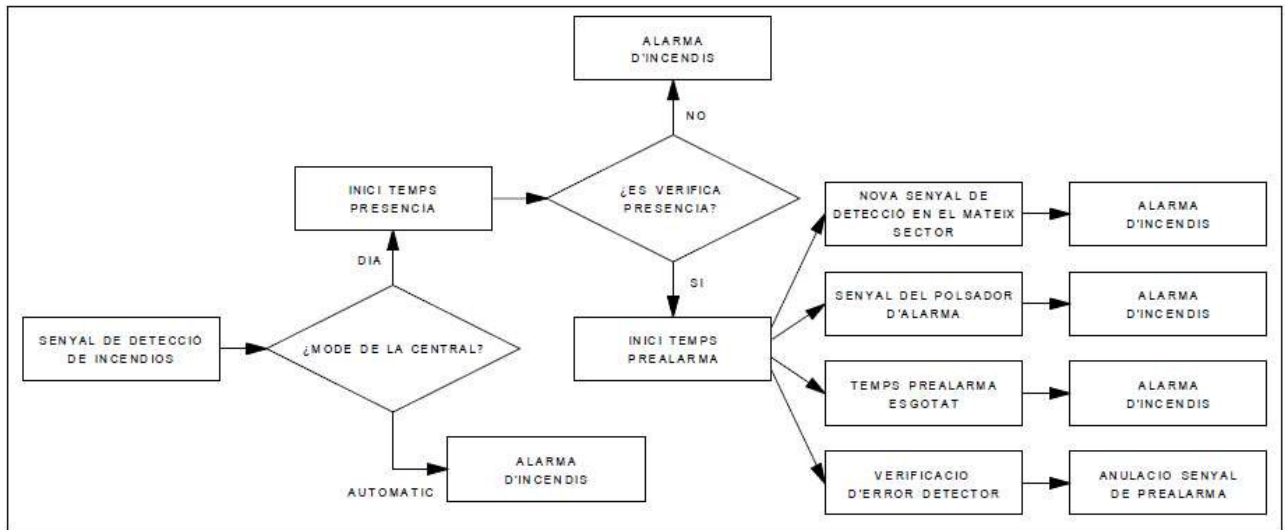 ALARMA
D'INCENDIS
NO
INICI TEMPS
PRESENCIA
¿ES VERIFICA
PRESENCIA?
NOVA SENYAL DE
DETECCIÒ EN EL MATEIX
SECTOR
ALARMA
D'INCENDIS
DIA
SI
SENYAL DE DETECCIÒ
DE INCENDIOS
¿MODE DE LA CENTRAL?
INICI TEMPS
PREALARMA
SENYAL DEL POLSADOR
D'ALARMA
ALARMA
D'INCENDIS
TEMPS PREALARMA
ESGOTAT
ALARMA
D'INCENDIS
AUTOMATIC
ALARMA
D'INCENDIS
VERIFICACIO
D'ERROR DETECTOR
ANULACIO SENYAL
DE PREALARMA